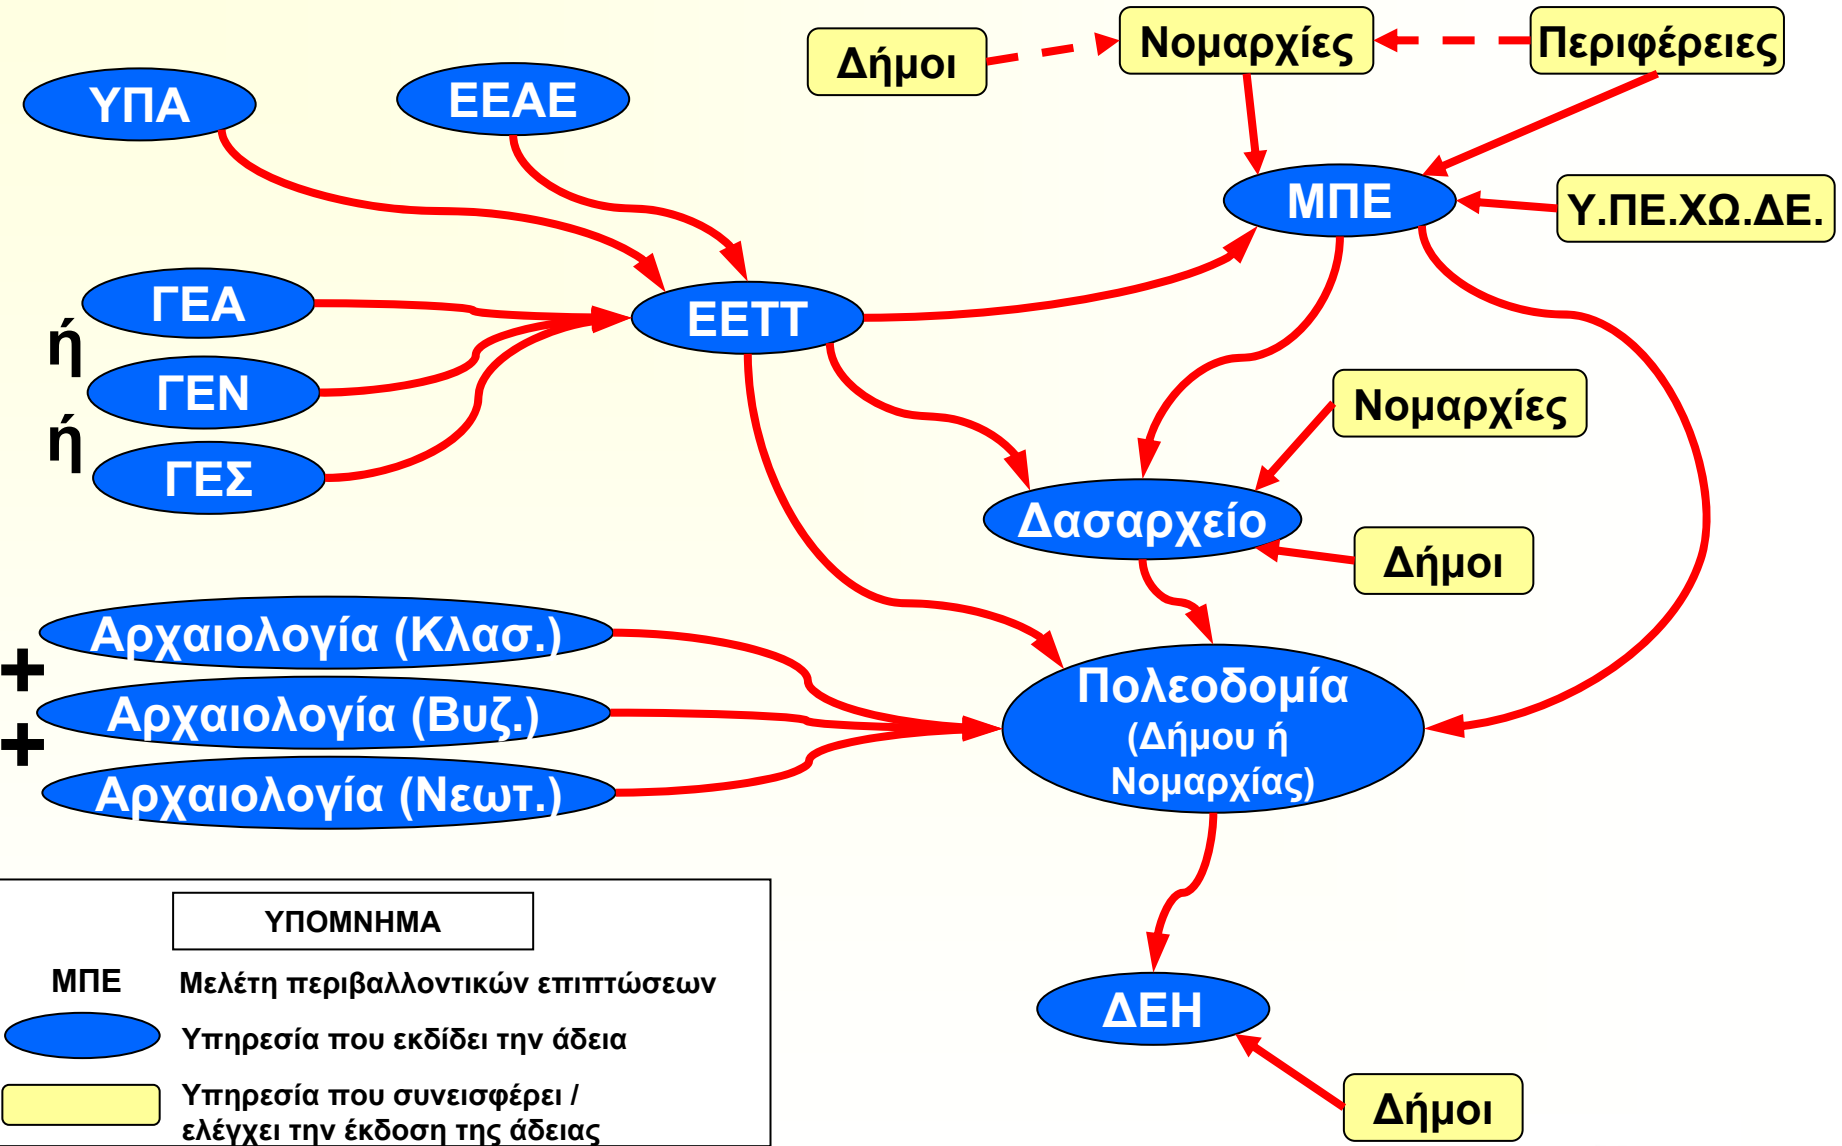 Δήμοι
Νομαρχίες
Περιφέρειες
ΥΠΑ
ΕΕΑΕ
ΜΠΕ
Υ.ΠΕ.ΧΩ.ΔΕ.
ΓΕΑ
ή
ΓΕΝ
ή
ΓΕΣ
ΕΕΤΤ
Νομαρχίες
Δασαρχείο
Δήμοι
Αρχαιολογία (Κλασ.)
+
Αρχαιολογία (Βυζ.)
+
Αρχαιολογία (Νεωτ.)
Πολεοδομία
(Δήμου ή
Νομαρχίας)
ΔΕΗ
Δήμοι
ΥΠΟΜΝΗΜΑ
ΜΠΕ Μελέτη περιβαλλοντικών επιπτώσεων
Υπηρεσία που εκδίδει την άδεια
Υπηρεσία που συνεισφέρει /
ελέγχει την έκδοση της άδειας